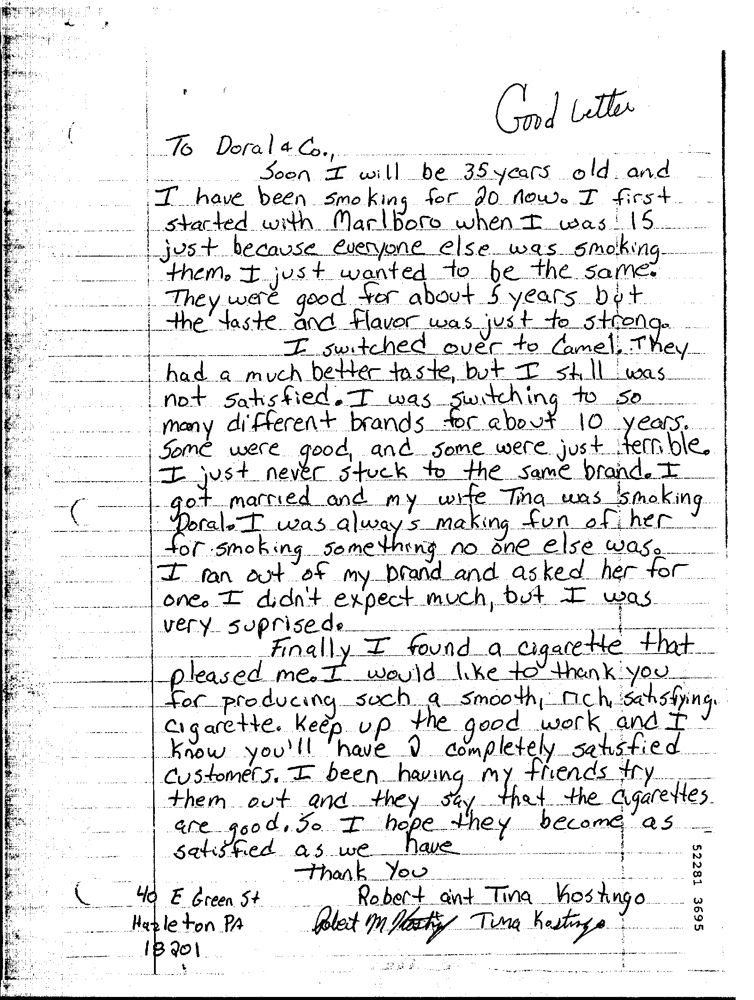 Good Letter
To Doral & Co.,
Soon I will be 35 years old and
I have been smoking for 20 now. I first
started with Marlboro when I was 15
just because everyone else was smoking
them. I just wanted to be the same.
They were good for about 5 years but
the taste and flavor was just to strong.
I switched over to Camel. They
had a much better taste, but I still was
not satisfied. I was switching to so
many different brands for about 10 years.
Some were good, and some were just terrible.
I just never stuck to the same brand. I
got married and my wife Tina was smoking
Doral. I was always making fun of her
for smoking something no one else was.
I ran out of my brand and asked her for
one. I didn't expect much, but I was
very suprised.
Finally I found a cigarette that
pleased me. I would like to thank you
for producing such a smooth, rich, satisfying
cigarette. Keep up the good work and I
know you'll have 2 completely satisfied
customers. I been having my friends try
them out and they say that the cigarettes
are good. So I hope they become as
satisfied as we have
Thank You
40 E Green St Robert aint Tina Kostingo
Hazleton PA Robert M Tina Kostingo
18201
52281 3695